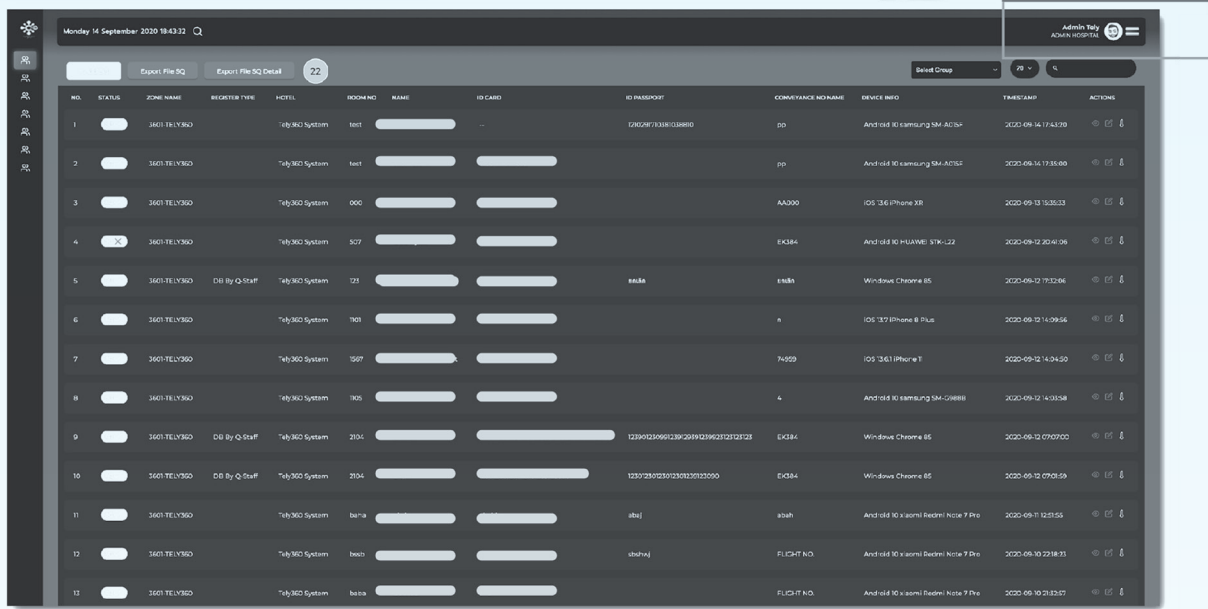 Monday 14 September 2020 18:43:32
Admin Tely
ADMIN HOSPITAL
Export File SQ Export File SQ Detail 22 Select Group 20
NO. STATUS ZONE NAME REGISTER TYPE HOTEL ROOM NO NAME ID CARD ID PASSPORT CONVEYANCE NO NAME DEVICE INFO TIMESTAMP ACTIONS
1 3601-TELY360 Tely360 System test -- pp Android 10 samsung SM-A015F 2020-09-14 17:43:20
2 3601-TELY360 Tely360 System test pp Android 10 samsung SM-A015F 2020-09-14 17:35:00
3 3601-TELY360 Tely360 System 000 AA000 iOS 13.6 iPhone XR 2020-09-13 15:35:33
4 3601-TELY360 Tely360 System 507 EK384 Android 10 HUAWEI STK-L22 2020-09-12 20:41:06
5 3601-TELY360 DB By Q-Staff Tely360 System 123 Windows Chrome 85 2020-09-12 17:32:06
6 3601-TELY360 Tely360 System 1101 n iOS 13.7 iPhone 8 Plus 2020-09-12 14:09:56
7 3601-TELY360 Tely360 System 1567 74959 iOS 13.6.1 iPhone 11 2020-09-12 14:04:50
8 3601-TELY360 Tely360 System 1105 4 Android 10 samsung SM-G988B 2020-09-12 14:03:58
9 3601-TELY360 DB By Q-Staff Tely360 System 2104 EK384 Windows Chrome 85 2020-09-12 07:07:00
10 3601-TELY360 DB By Q-Staff Tely360 System 2104 EK384 Windows Chrome 85 2020-09-12 07:01:59
11 3601-TELY360 Tely360 System baha absj abah Android 10 xiaomi Redmi Note 7 Pro 2020-09-11 12:51:55
12 3601-TELY360 Tely360 System bssb sbshwj FLIGHT NO. Android 10 xiaomi Redmi Note 7 Pro 2020-09-10 22:18:23
13 3601-TELY360 Tely360 System baba FLIGHT NO. Android 10 xiaomi Redmi Note 7 Pro 2020-09-10 21:32:57